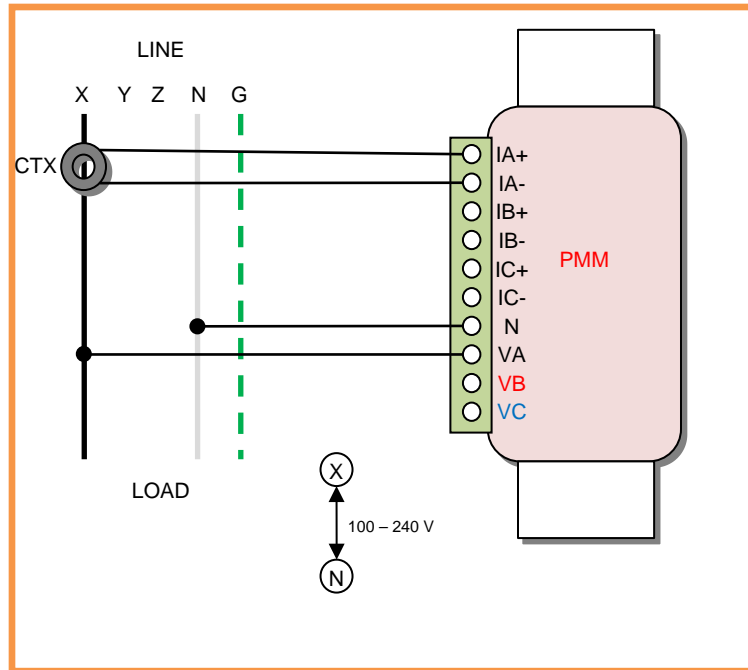 LINE
X Y Z N G
CTX
IA+
IA-
IB+
IB-
IC+
IC-
N
VA
VB
VC
PMM
LOAD
X
100 – 240 V
N